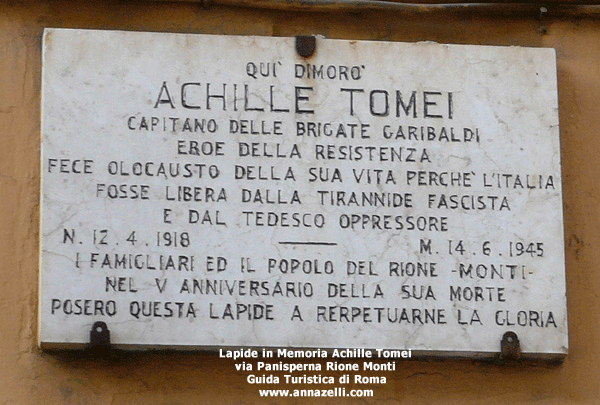 QUI' DIMORO'
ACHILLE TOMEI
CAPITANO DELLE BRIGATE GARIBALDI
EROE DELLA RESISTENZA
FECE OLOCAUSTO DELLA SUA VITA PERCHE' L'ITALIA
FOSSE LIBERA DALLA TIRANNIDE FASCISTA
E DAL TEDESCO OPPRESSORE
N. 12. 4. 1918 M. 14. 6. 1945
I FAMIGLIARI ED IL POPOLO DEL RIONE -MONTI-
NEL V ANNIVERSARIO DELLA SUA MORTE
POSERO QUESTA LAPIDE A RERPETUARNE LA GLORIA
Lapide in Memoria Achille Tomei
via Panisperna Rione Monti
Guida Turistica di Roma
www.annazelli.com